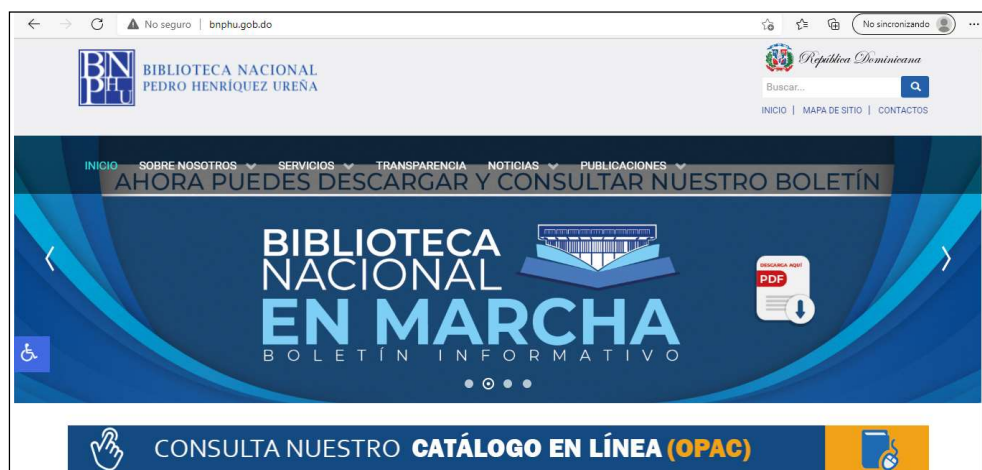 No seguro | bnphu.gob.do
No sincronizando
BN
PHU
BIBLIOTECA NACIONAL
PEDRO HENRÍQUEZ UREÑA
República Dominicana
Buscar...
INICIO | MAPA DE SITIO | CONTACTOS
INICIO SOBRE NOSOTROS SERVICIOS TRANSPARENCIA NOTICIAS PUBLICACIONES
AHORA PUEDES DESCARGAR Y CONSULTAR NUESTRO BOLETÍN
BIBLIOTECA
NACIONAL
EN MARCHA
BOLETÍN INFORMATIVO
DESCARGA AQUÍ
PDF
CONSULTA NUESTRO CATÁLOGO EN LÍNEA (OPAC)